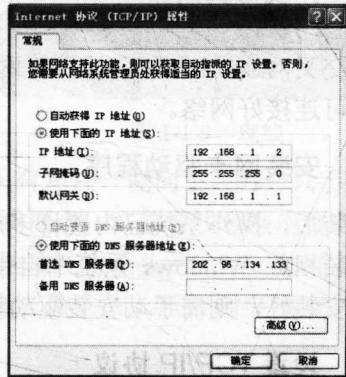 Internet 协议 (TCP/IP) 属性
常规
如果网络支持此功能,则可以获取自动指派的 IP 设置。否则,
您需要从网络系统管理员处获得适当的 IP 设置。
自动获得 IP 地址(O)
使用下面的 IP 地址(S):
IP 地址(I): 192 .168 . 1 . 2
子网掩码(U): 255 .255 .255 . 0
默认网关(D): 192 .168 . 1 . 1
自动获得 DNS 服务器地址(B)
使用下面的 DNS 服务器地址(E):
首选 DNS 服务器(P): 202 . 96 .134 .133
备用 DNS 服务器(A): . . .
高级(V)...
确定 取消